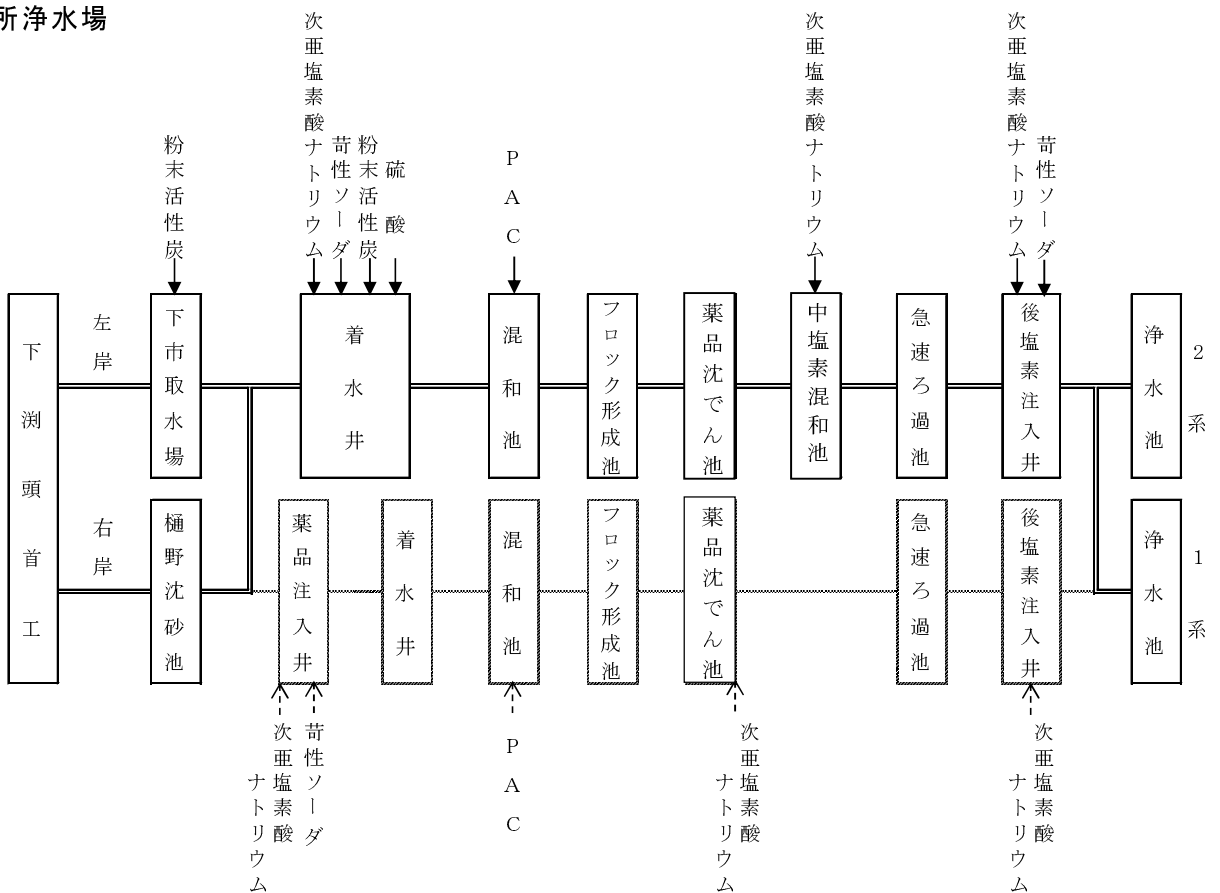 所浄水場
次亜塩素酸ナトリウム
次亜塩素酸ナトリウム
次亜塩素酸ナトリウム
粉末活性炭
苛性ソーダ
粉末活性炭
硫酸
PAC
苛性ソーダ
下渕頭首工
左岸
下市取水場
着水井
混和池
フロック形成池
薬品沈でん池
中塩素混和池
急速ろ過池
後塩素注入井
浄水池
2系
右岸
樋野沈砂池
薬品注入井
着水井
混和池
フロック形成池
薬品沈でん池
急速ろ過池
後塩素注入井
浄水池
1系
次亜塩素酸
ナトリウム
苛性ソーダ
PAC
次亜塩素酸
ナトリウム
次亜塩素酸
ナトリウム